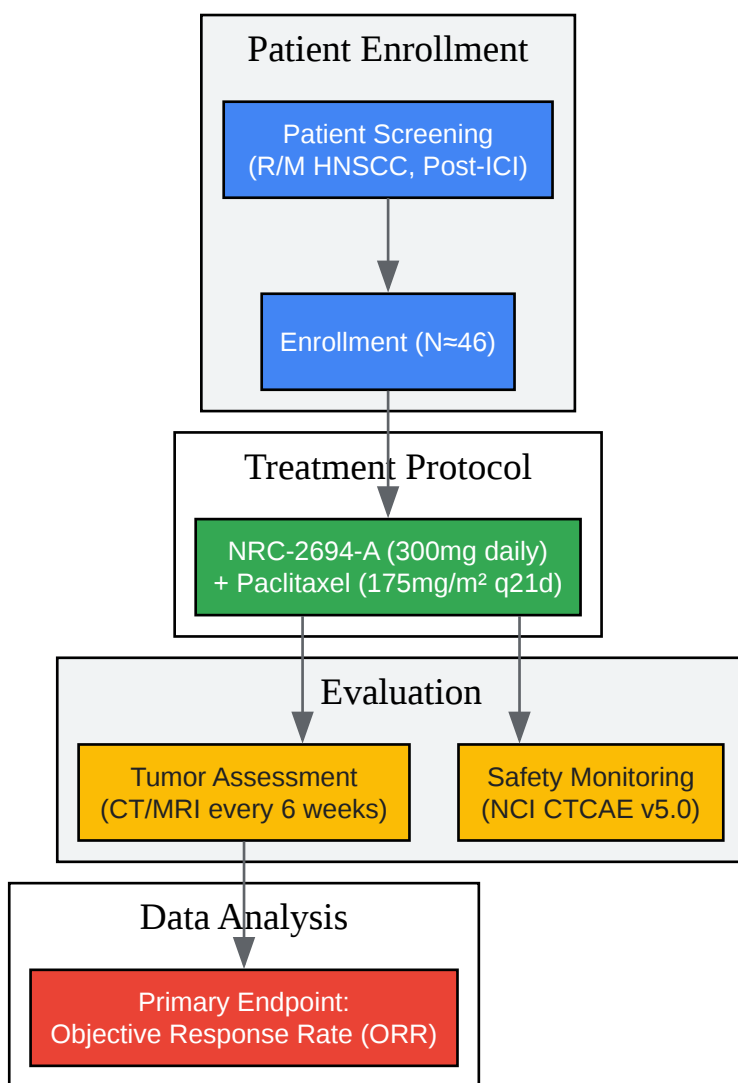 Patient Enrollment
Patient Screening
(R/M HNSCC, Post-ICI)
Enrollment (N≈46)
Treatment Protocol
NRC-2694-A (300mg daily)
+ Paclitaxel (175mg/m² q21d)
Evaluation
Tumor Assessment
(CT/MRI every 6 weeks)
Safety Monitoring
(NCI CTCAE v5.0)
Data Analysis
Primary Endpoint:
Objective Response Rate (ORR)